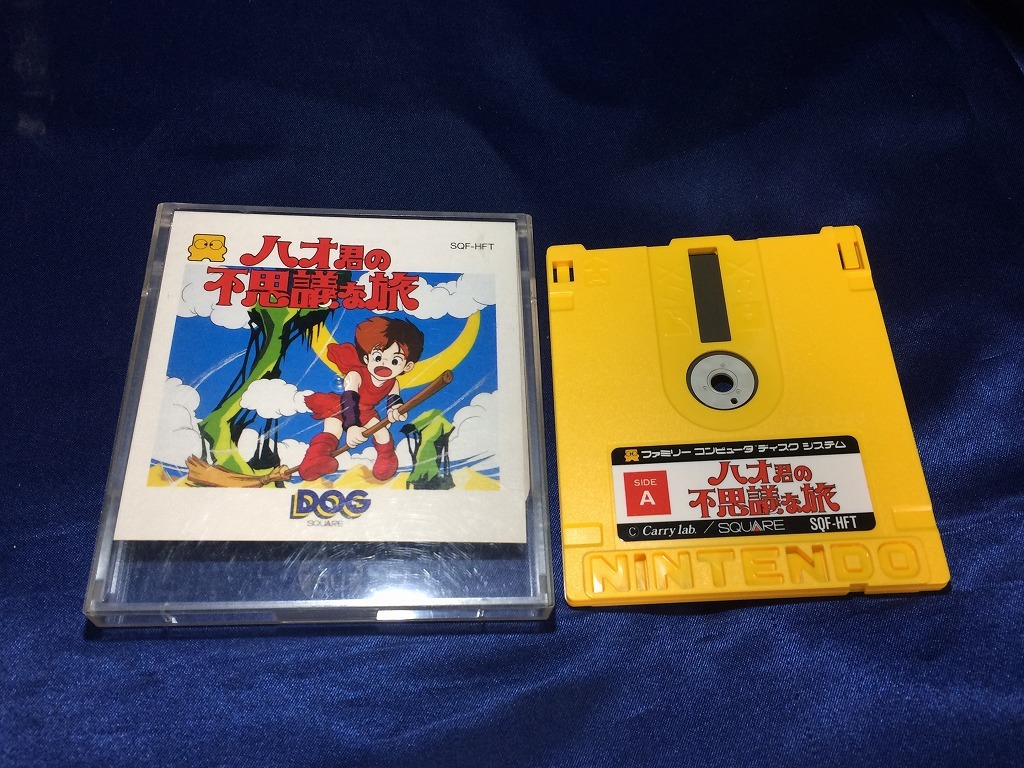 SQF-HFT
ハオ君の
不思議な旅
DOG
SQUARE
ファミリー コンピュータ ディスク システム
SIDE
A
ハオ君の
不思議な旅
© Carry lab. / SQUARE SQF-HFT
NINTENDO